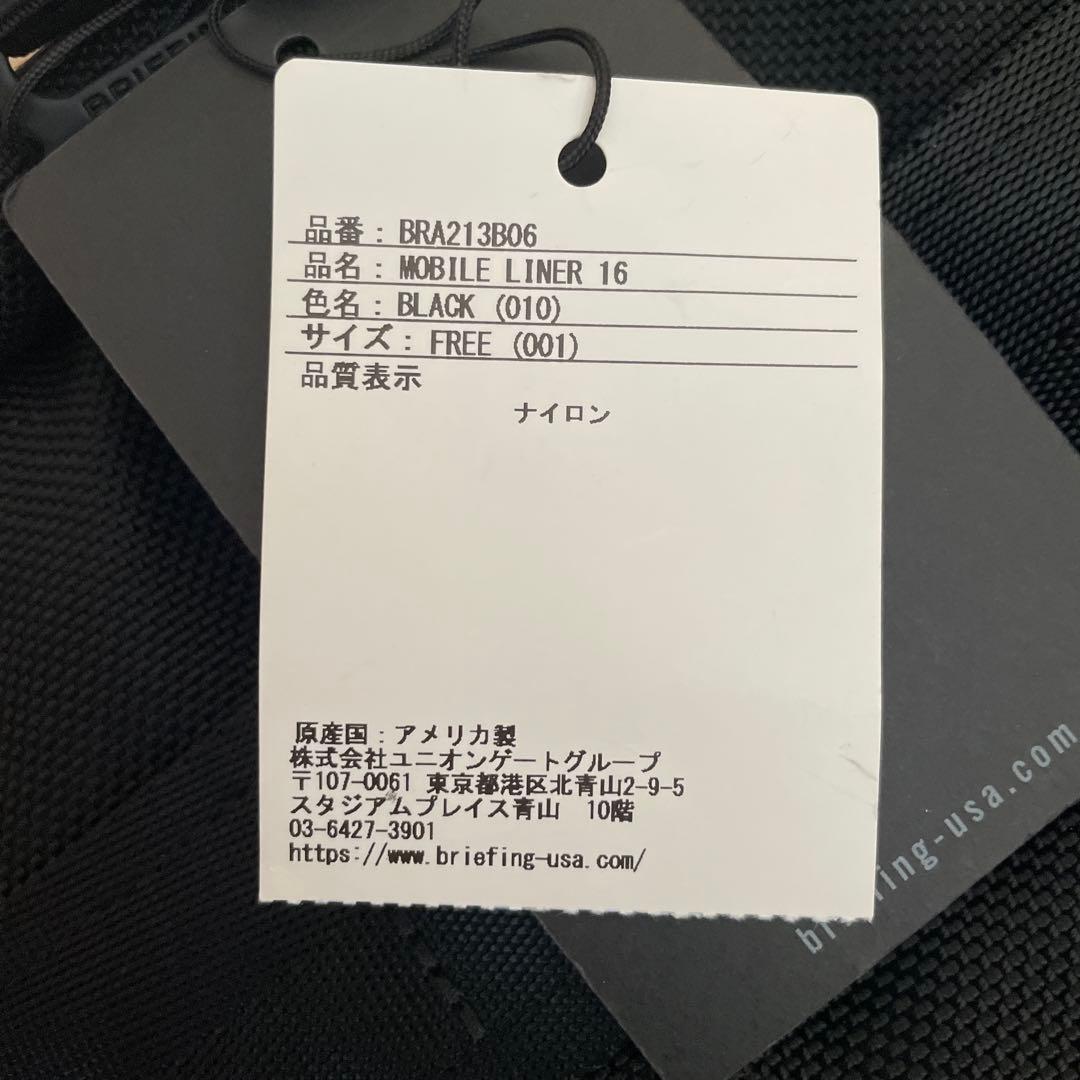 BRIEFIN
品番：BRA213B06
品名：MOBILE LINER 16
色名：BLACK (010)
サイズ：FREE (001)
品質表示
ナイロン
原産国：アメリカ製
株式会社ユニオンゲートグループ
〒107-0061 東京都港区北青山2-9-5
スタジアムプレイス青山 10階
03-6427-3901
https://www.briefing-usa.com/
briefing-usa.com